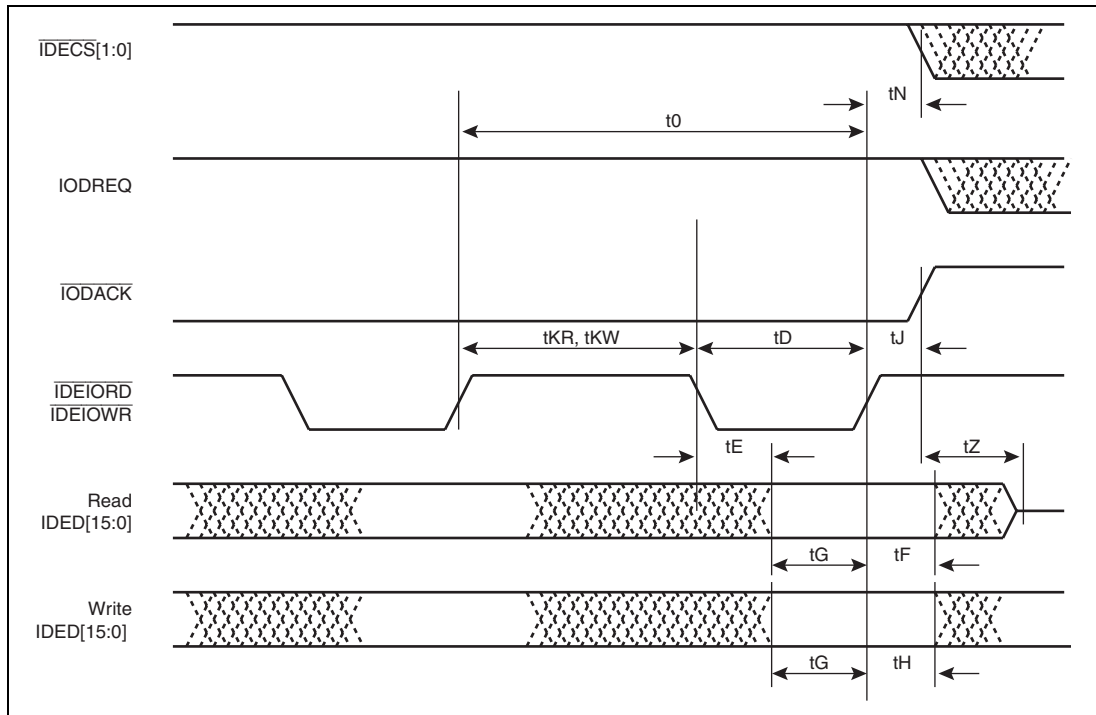 IDECS[1:0]
tN
t0
IODREQ
IODACK
tKR, tKW
tD
tJ
IDEIORD
IDEIOWR
tE
tZ
Read
IDED[15:0]
tG
tF
Write
IDED[15:0]
tG
tH